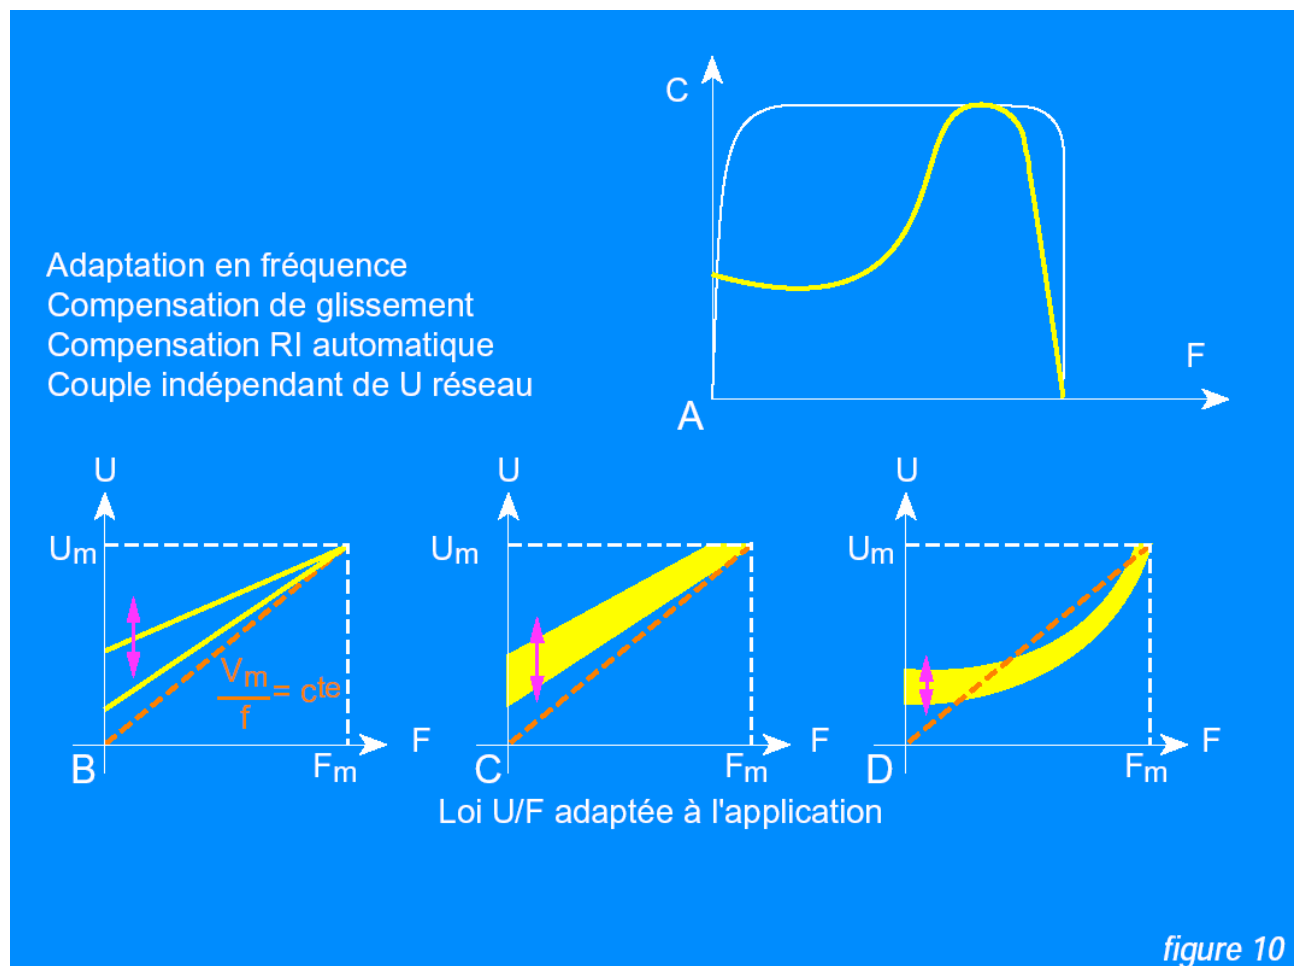 C
F
A
Adaptation en fréquence
Compensation de glissement
Compensation RI automatique
Couple indépendant de U réseau
U
Um
Vm
f
= cte
F
B
Fm
U
Um
F
C
Fm
U
Um
F
D
Fm
Loi U/F adaptée à l'application
figure 10